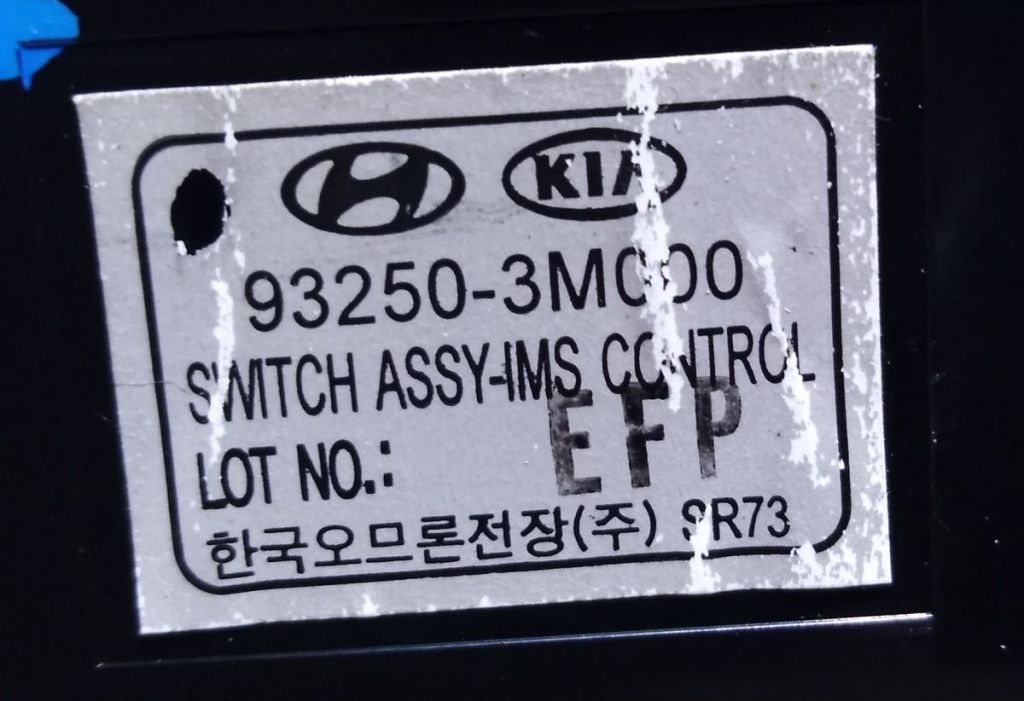 KIA
93250-3M000
SWITCH ASSY-IMS CONTROL
EFP
LOT NO.:
한국오므론전장(주) SR73